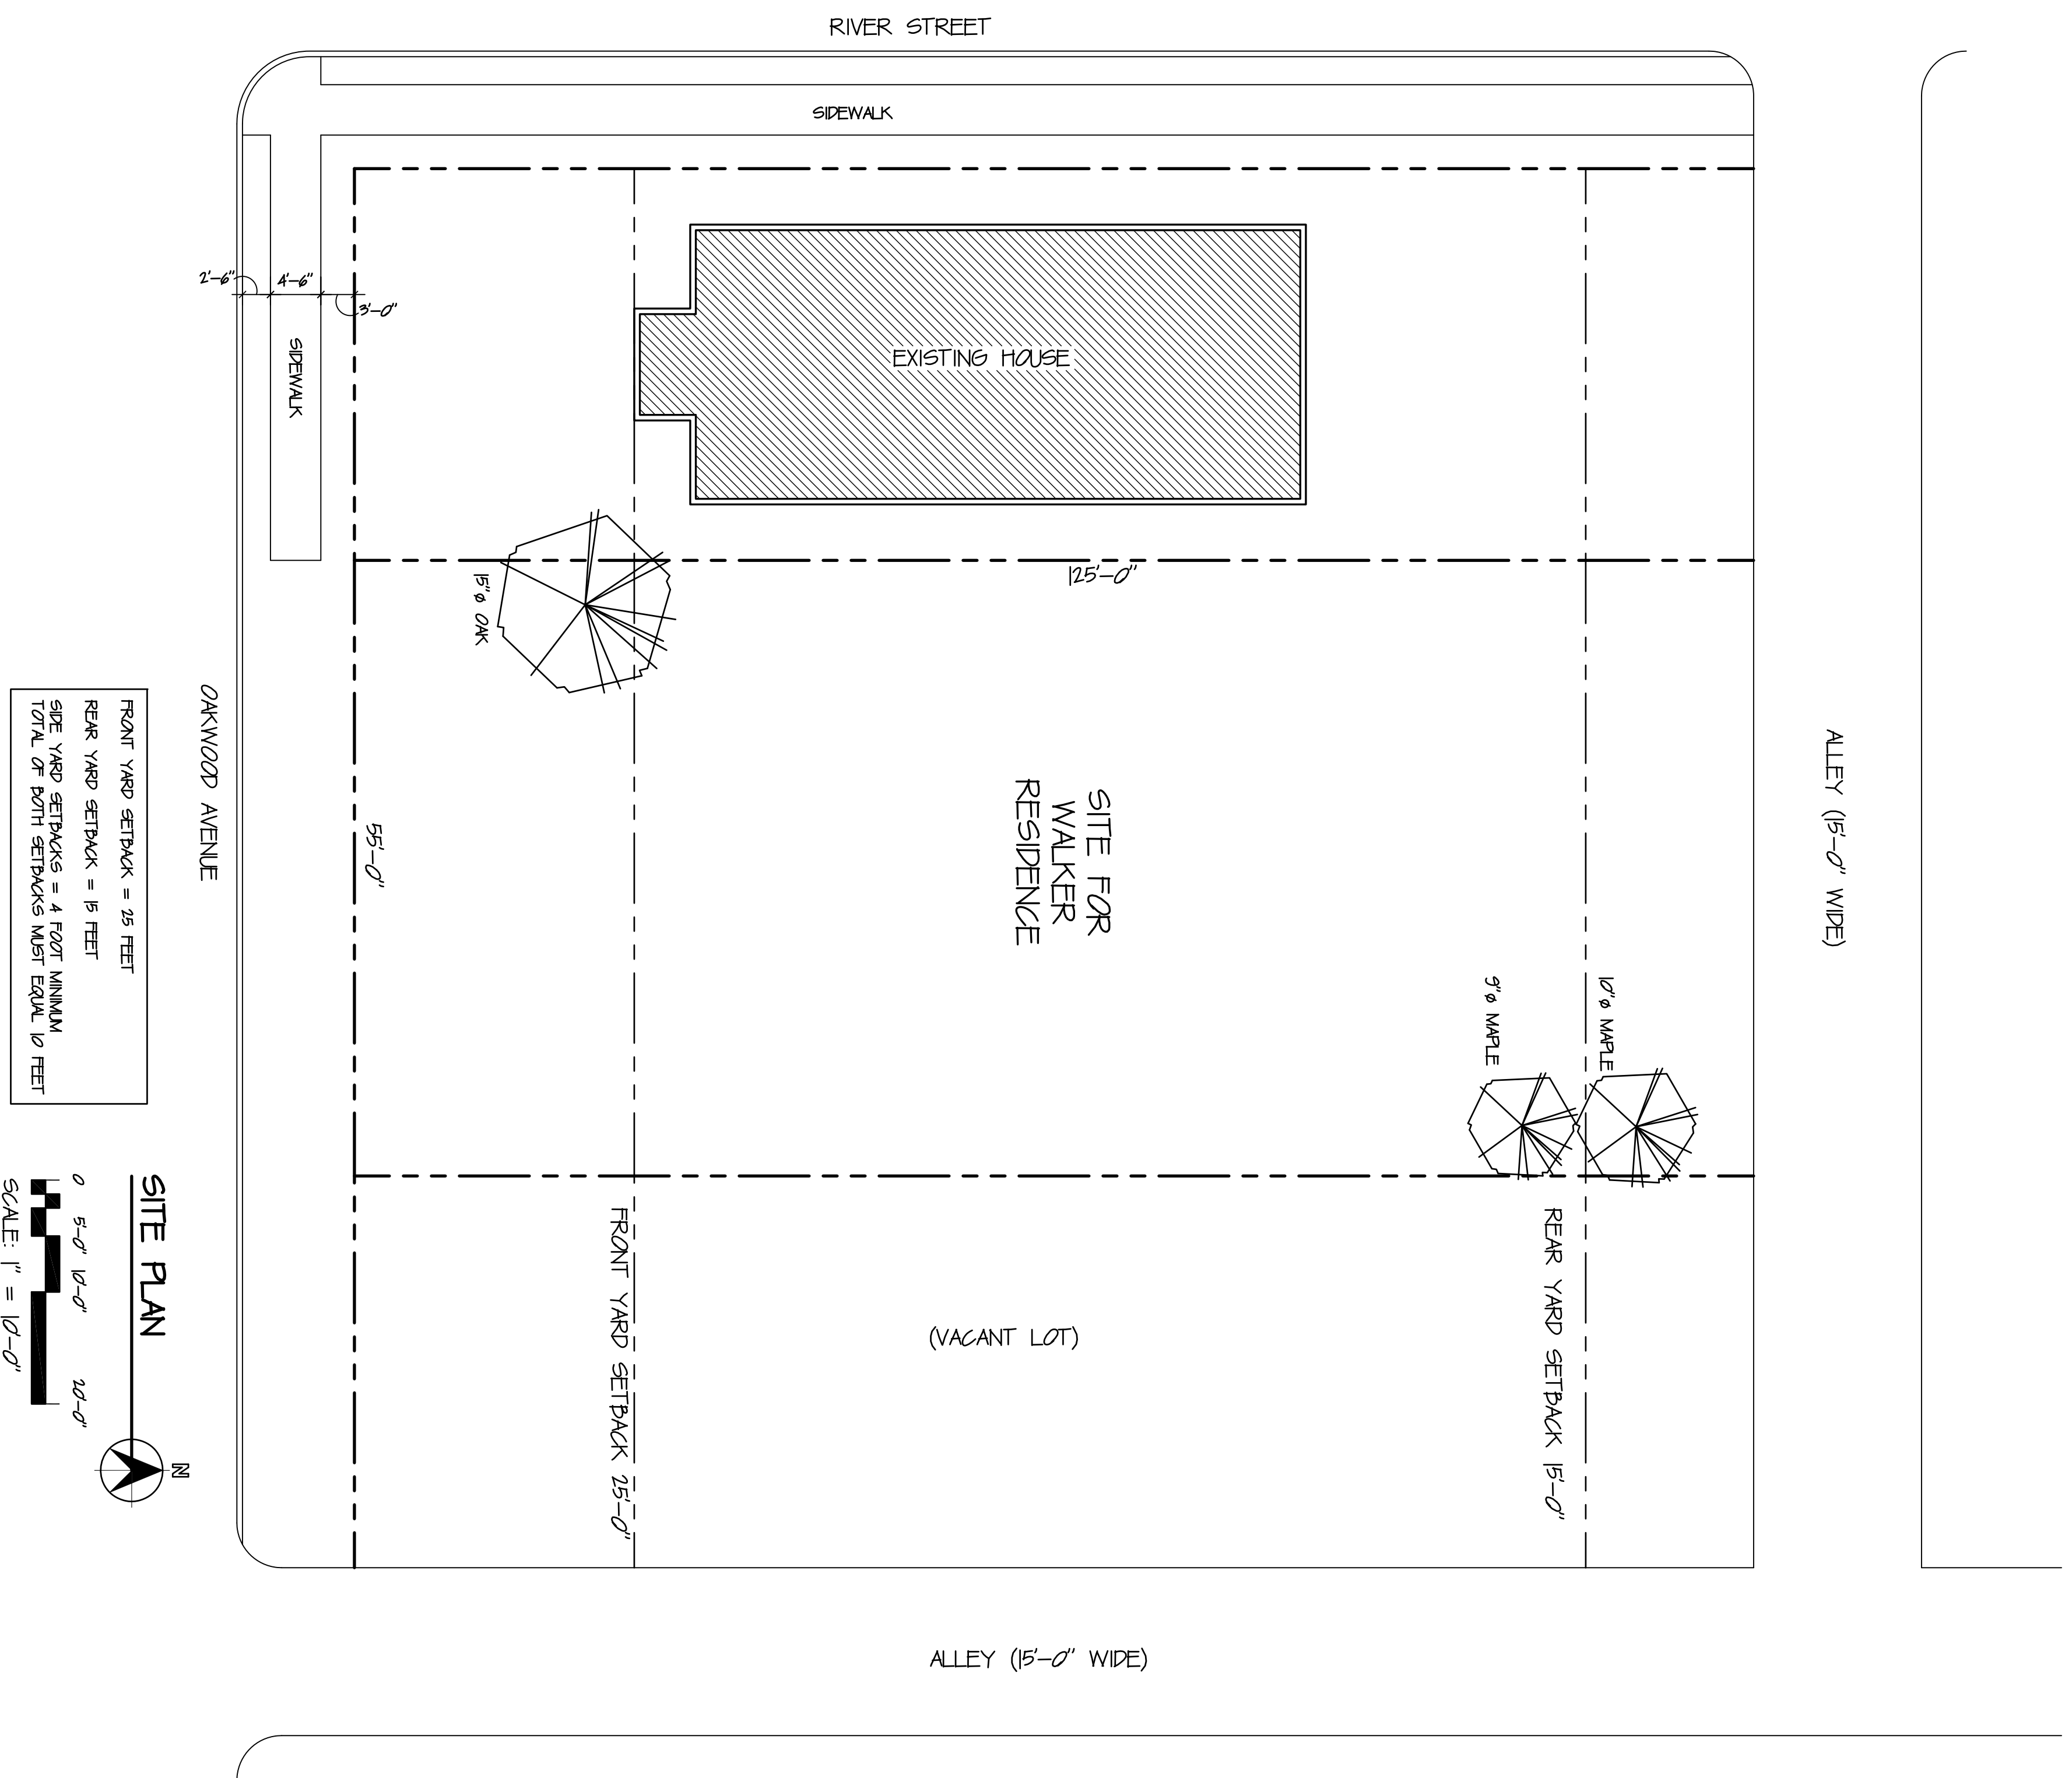 RIVER STREET
SIDEWALK
2'-6"
4'-6"
3'-0"
SIDEWALK
EXISTING HOUSE
15"ø OAK
125'-0"
OAKWOOD AVENUE
55'-0"
SITE FOR
WALKER
RESIDENCE
ALLEY (15'-0" WIDE)
9"ø MAPLE
10"ø MAPLE
FRONT YARD SETBACK = 25 FEET
REAR YARD SETBACK = 15 FEET
SIDE YARD SETBACKS = 4 FOOT MINIMUM
TOTAL OF BOTH SETBACKS MUST EQUAL 10 FEET
FRONT YARD SETBACK 25'-0"
REAR YARD SETBACK 15'-0"
(VACANT LOT)
SITE PLAN
0 5'-0" 10'-0" 20'-0"
SCALE: 1" = 10'-0"
N
ALLEY (15'-0" WIDE)